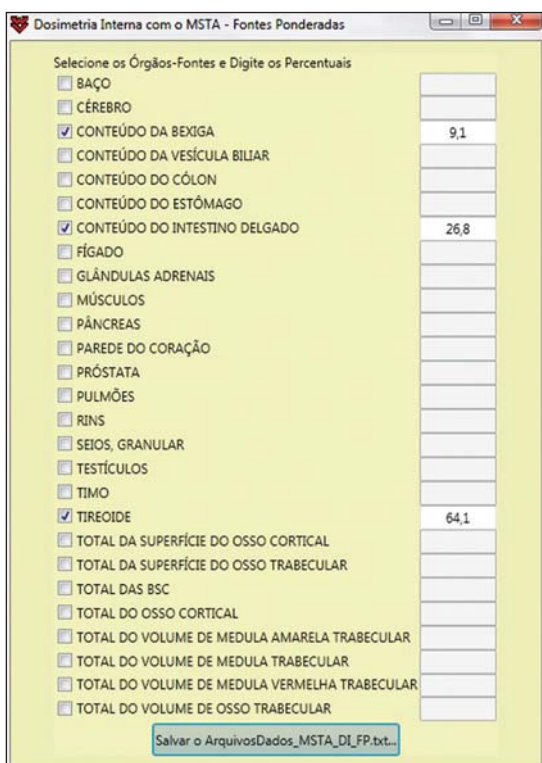 Dosimetria Interna com o MSTA - Fontes Ponderadas
Selecione os Órgãos-Fontes e Digite os Percentuais
BAÇO
CÉREBRO
CONTEÚDO DA BEXIGA 9,1
CONTEÚDO DA VESÍCULA BILIAR
CONTEÚDO DO CÓLON
CONTEÚDO DO ESTÔMAGO
CONTEÚDO DO INTESTINO DELGADO 26,8
FÍGADO
GLÂNDULAS ADRENAIS
MÚSCULOS
PÂNCREAS
PAREDE DO CORAÇÃO
PRÓSTATA
PULMÕES
RINS
SEIOS, GRANULAR
TESTÍCULOS
TIMO
TIREOIDE 64,1
TOTAL DA SUPERFÍCIE DO OSSO CORTICAL
TOTAL DA SUPERFÍCIE DO OSSO TRABECULAR
TOTAL DAS BSC
TOTAL DO OSSO CORTICAL
TOTAL DO VOLUME DE MEDULA AMARELA TRABECULAR
TOTAL DO VOLUME DE MEDULA TRABECULAR
TOTAL DO VOLUME DE MEDULA VERMELHA TRABECULAR
TOTAL DO VOLUME DE OSSO TRABECULAR
Salvar o ArquivosDados_MSTA_DI_FP.txt...